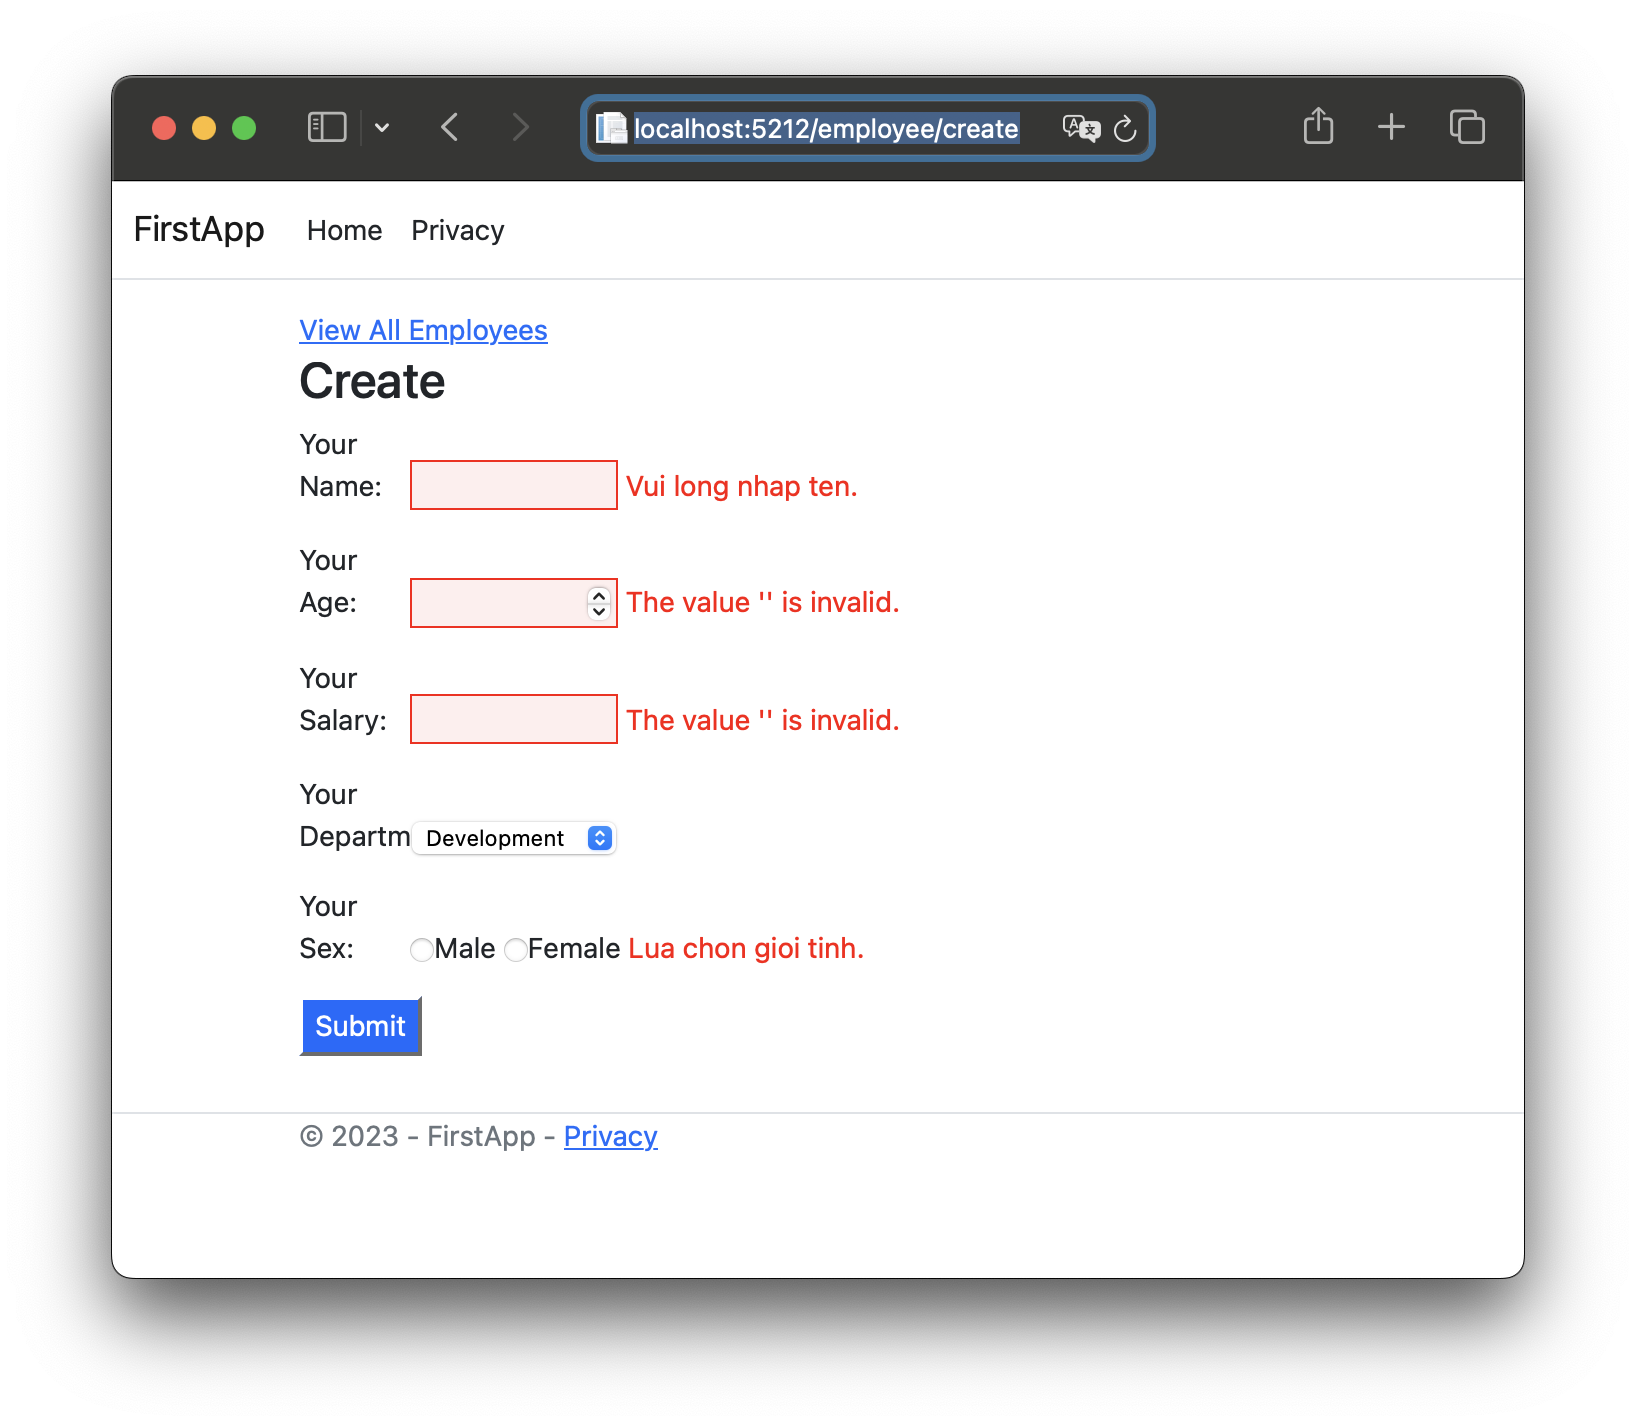 localhost:5212/employee/create
FirstApp Home Privacy
View All Employees
Create
Your
Name: Vui long nhap ten.
Your
Age: The value '' is invalid.
Your
Salary: The value '' is invalid.
Your
Departm Development
Your
Sex: Male Female Lua chon gioi tinh.
Submit
© 2023 - FirstApp - Privacy